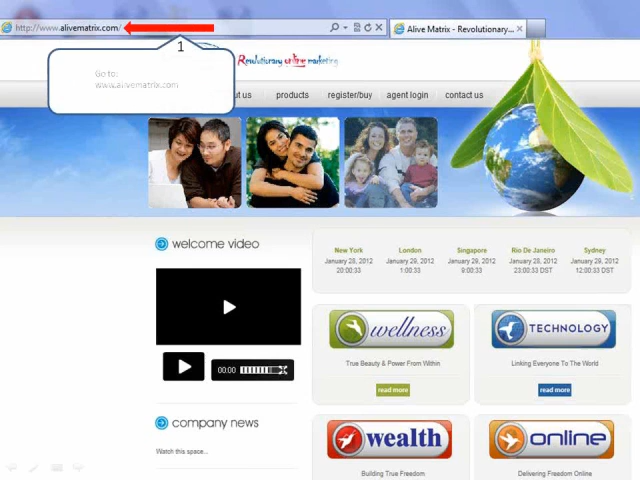 http://www.alivematrix.com/
Alive Matrix - Revolutionary...
1
Go to:
www.alivematrix.com
Revolutionary online marketing
us
products
register/buy
agent login
contact us
welcome video
New York
January 28, 2012
20:00:33
London
January 29, 2012
1:00:33
Singapore
January 29, 2012
9:00:33
Rio De Janeiro
January 28, 2012
23:00:33 DST
Sydney
January 29, 2012
12:00:33 DST
wellness
True Beauty & Power From Within
read more
TECHNOLOGY
Linking Everyone To The World
read more
00:00
company news
Watch this space...
wealth
Building True Freedom
online
Delivering Freedom Online